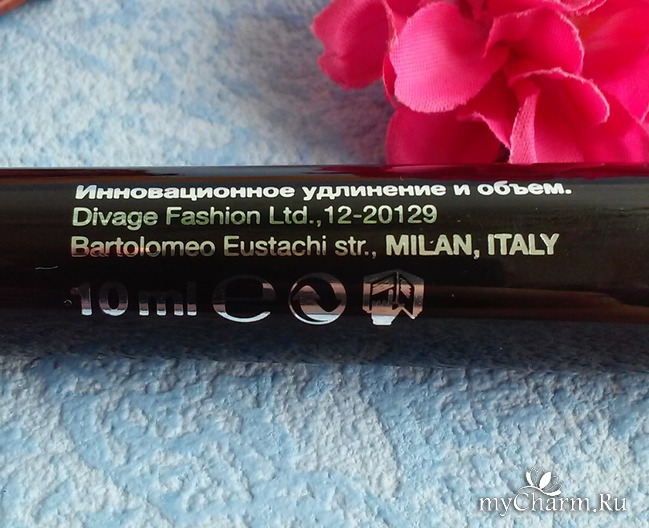 Инновационное удлинение и объем.
Divage Fashion Ltd.,12-20129
Bartolomeo Eustachi str., MILAN, ITALY
10 ml ℮
myCharm.Ru